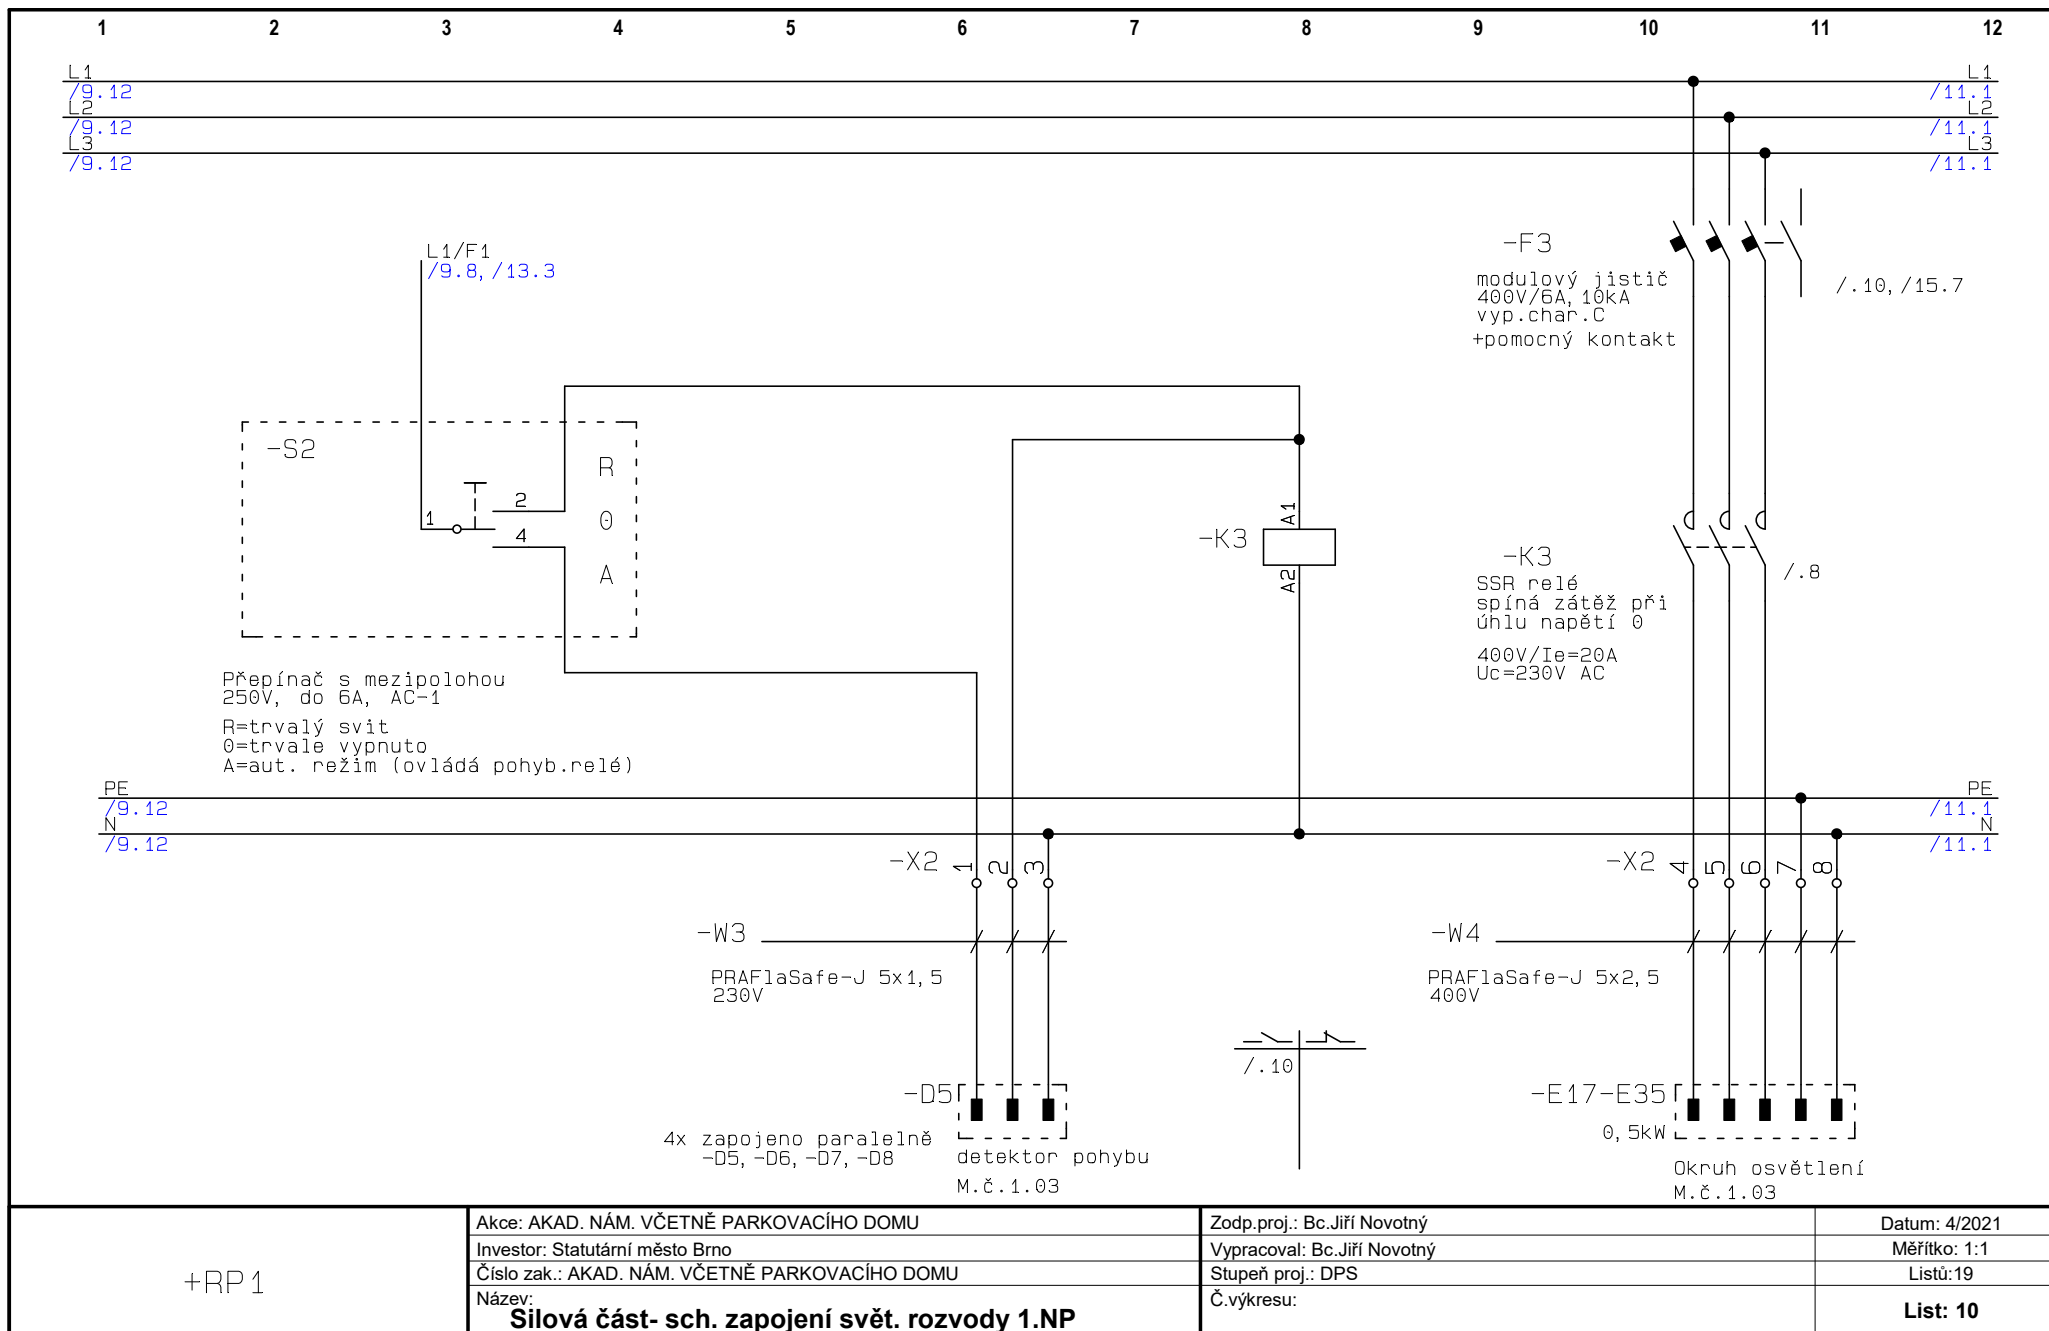 1 2 3 4 5 6 7 8 9 10 11 12
L1 L1
/9.12 /11.1
L2 L2
/9.12 /11.1
L3 L3
/9.12 /11.1
L1/F1
/9.8, /13.3
-F3
modulový jistič
400V/6A, 10kA
vyp.char.C
+pomocný kontakt
/.10, /15.7
-S2
R
0
A
1
2
4
Přepínač s mezipolohou
250V, do 6A, AC-1
R=trvalý svit
0=trvale vypnuto
A=aut. režim (ovládá pohyb.relé)
-K3
A1
A2
-K3
SSR relé
spíná zátěž při
úhlu napětí 0
400V/Ie=20A
Uc=230V AC
/.8
PE PE
/9.12 /11.1
N N
/9.12 /11.1
-X2 1 2 3
-X2 4 5 6 7 8
-W3
PRAFlaSafe-J 5x1,5
230V
-W4
PRAFlaSafe-J 5x2,5
400V
/.10
-D5
4x zapojeno paralelně
-D5, -D6, -D7, -D8
detektor pohybu
M.č.1.03
-E17-E35
0,5kW
Okruh osvětlení
M.č.1.03
+RP1
Akce: AKAD. NÁM. VČETNĚ PARKOVACÍHO DOMU
Investor: Statutární město Brno
Číslo zak.: AKAD. NÁM. VČETNĚ PARKOVACÍHO DOMU
Název:
Silová část- sch. zapojení svět. rozvody 1.NP
Zodp.proj.: Bc.Jiří Novotný
Vypracoval: Bc.Jiří Novotný
Stupeň proj.: DPS
Č.výkresu:
Datum: 4/2021
Měřítko: 1:1
Listů:19
List: 10